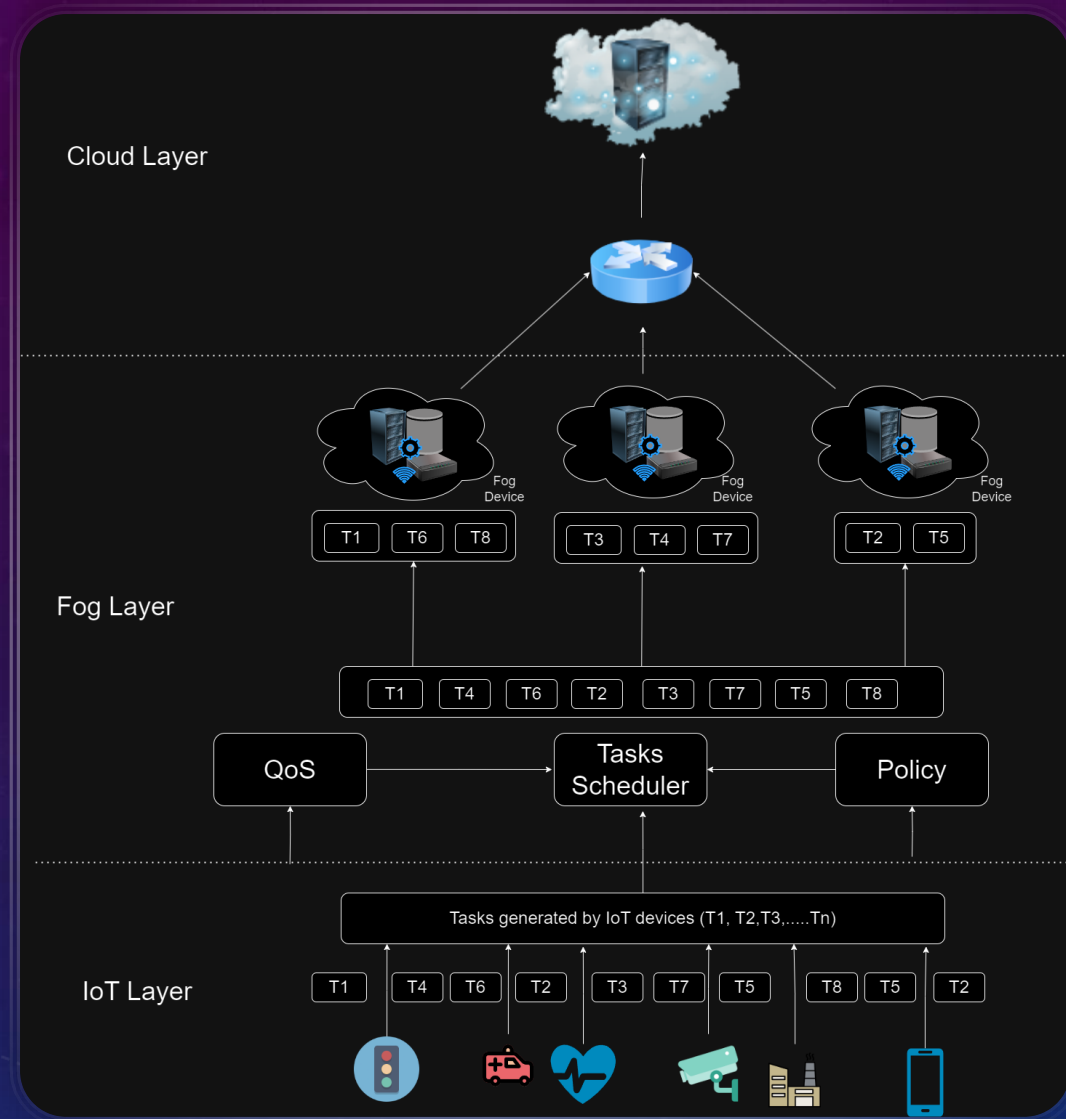 Cloud Layer
Fog
Device
Fog
Device
Fog
Device
T1 T6 T8
T3 T4 T7
T2 T5
Fog Layer
T1 T4 T6 T2 T3 T7 T5 T8
QoS
Tasks
Scheduler
Policy
Tasks generated by IoT devices (T1, T2,T3,.....Tn)
IoT Layer
T1 T4 T6 T2 T3 T7 T5 T8 T5 T2